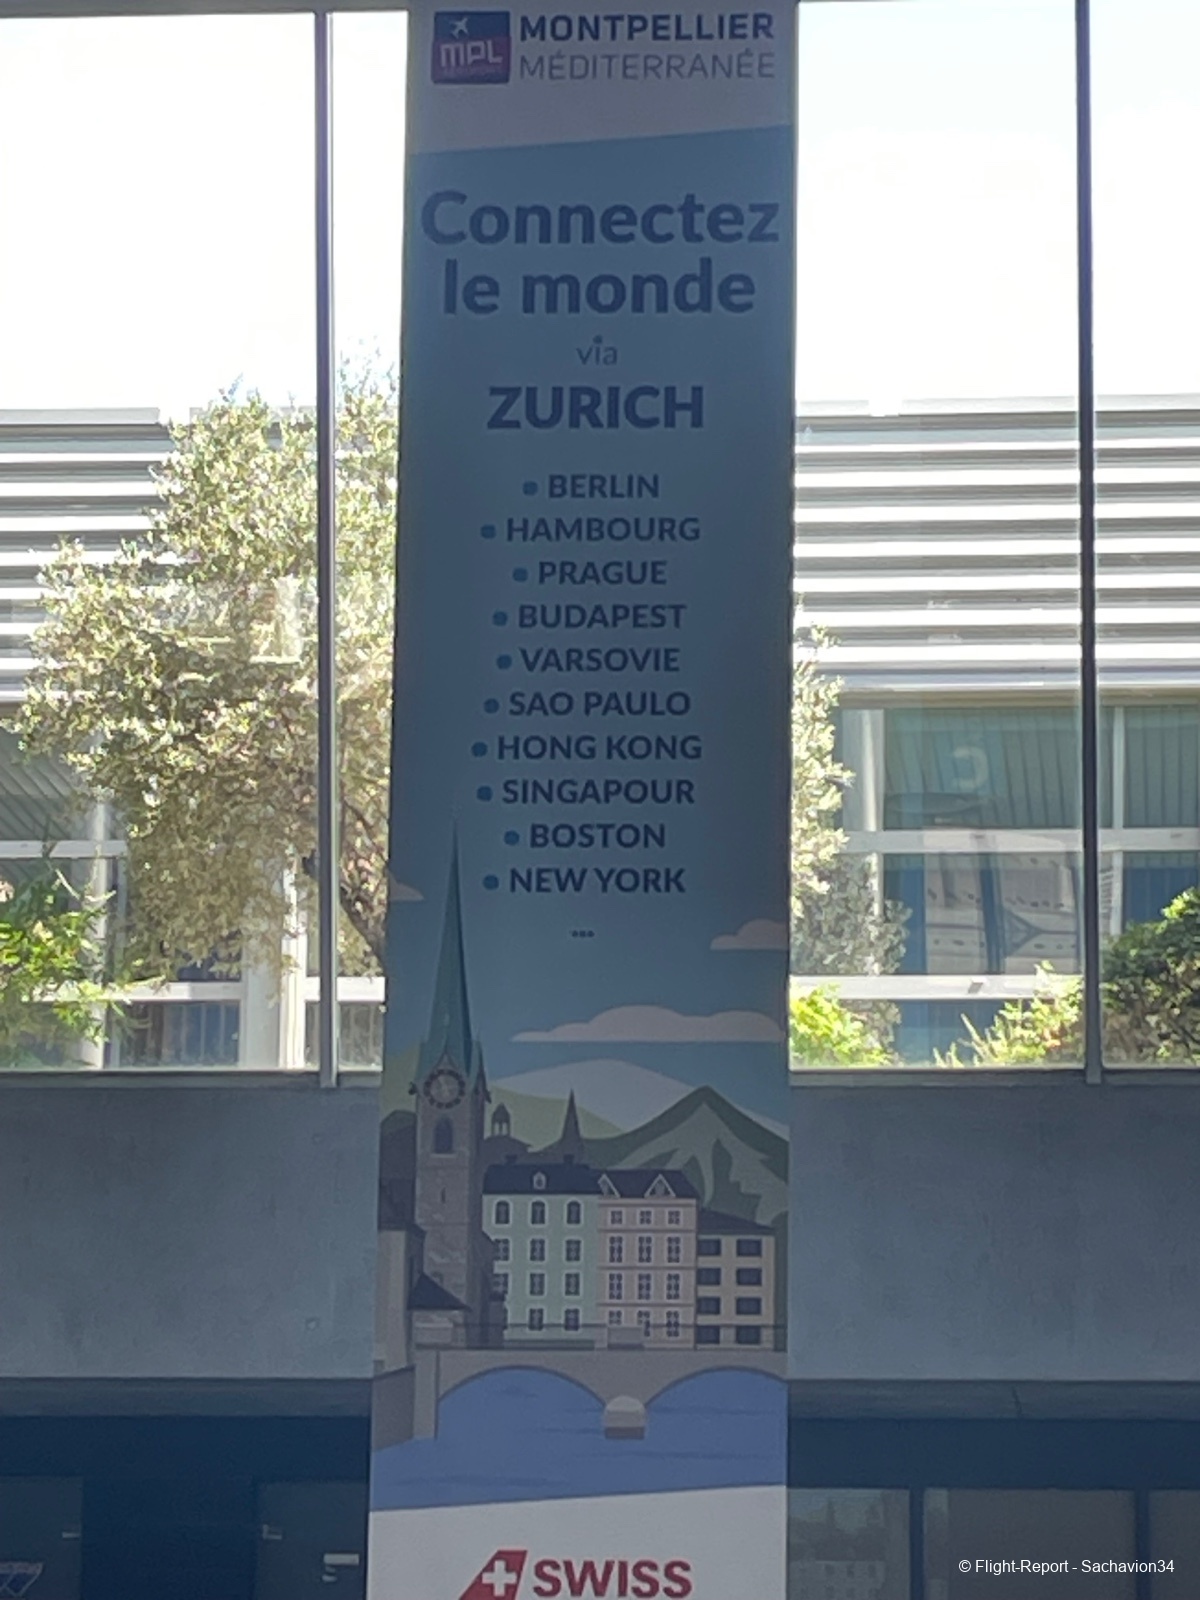 MPL
MONTPELLIER
MÉDITERRANÉE
Connectez
le monde
via
ZURICH
• BERLIN
• HAMBOURG
• PRAGUE
• BUDAPEST
• VARSOVIE
• SAO PAULO
• HONG KONG
• SINGAPOUR
• BOSTON
• NEW YORK
...
SWISS
© Flight-Report - Sachavion34